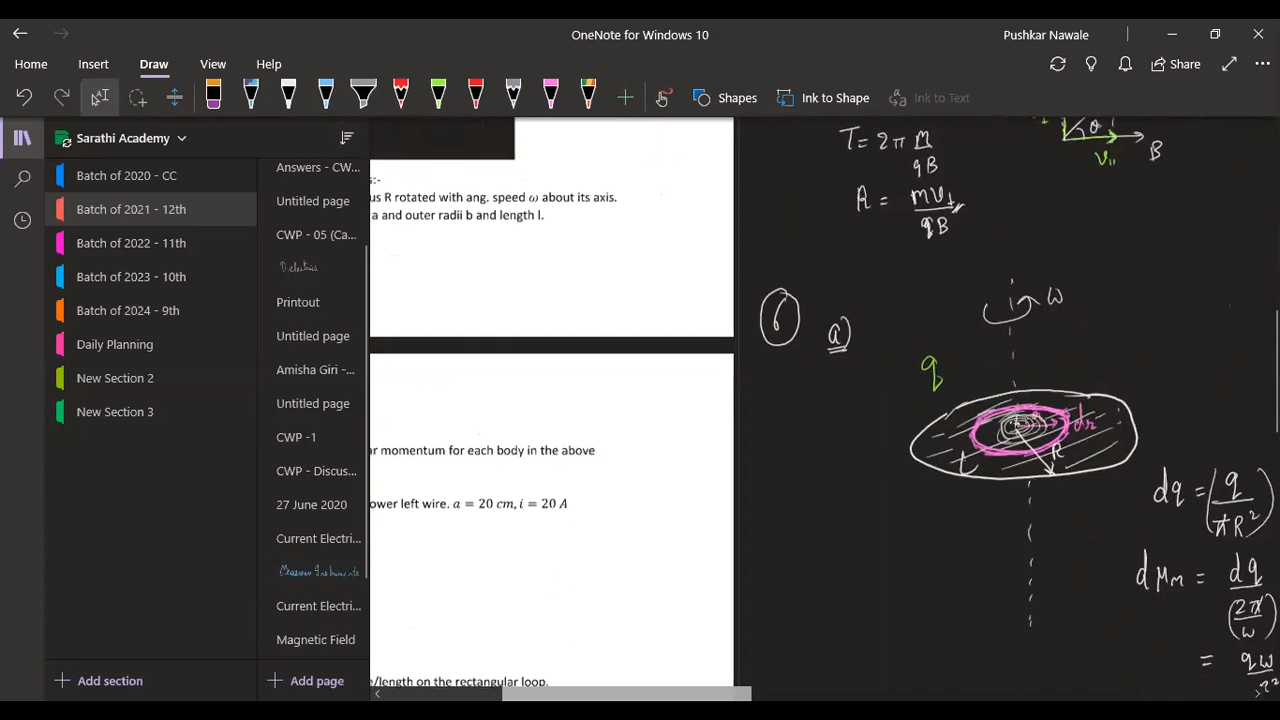 OneNote for Windows 10
Pushkar Nawale
Home Insert Draw View Help
Share
Shapes
Ink to Shape
Ink to Text
Sarathi Academy
Batch of 2020 - CC
Batch of 2021 - 12th
Batch of 2022 - 11th
Batch of 2023 - 10th
Batch of 2024 - 9th
Daily Planning
New Section 2
New Section 3
Add section
Answers - CW...
Untitled page
CWP - 05 (Ca...
Printout
Untitled page
Amisha Giri -...
Untitled page
CWP -1
CWP - Discus...
27 June 2020
Current Electri...
Current Electri...
Magnetic Field
Add page
s:-
us R rotated with ang. speed ω about its axis.
a and outer radii b and length l.
ar momentum for each body in the above
ower left wire. a = 20 cm, i = 20 A
e/length on the rectangular loop.
T = 2π m/qB
θ B
V₁₁
R = mv⊥/qB
ω
6 a)
q
dr
R
dq = (q/πR²)
dμm = dq/(2π/ω)
= qω